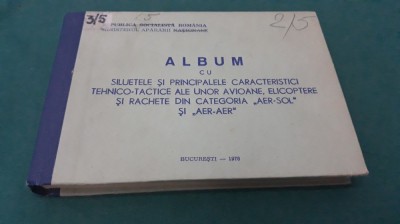 3/5
2/5
REPUBLICA SOCIALISTĂ ROMÂNIA
MINISTERUL APĂRĂRII NAȚIONALE
ALBUM
CU
SILUETELE ȘI PRINCIPALELE CARACTERISTICI
TEHNICO-TACTICE ALE UNOR AVIOANE, ELICOPTERE
ȘI RACHETE DIN CATEGORIA „AER-SOL"
ȘI „AER-AER"
BUCUREȘTI — 1976